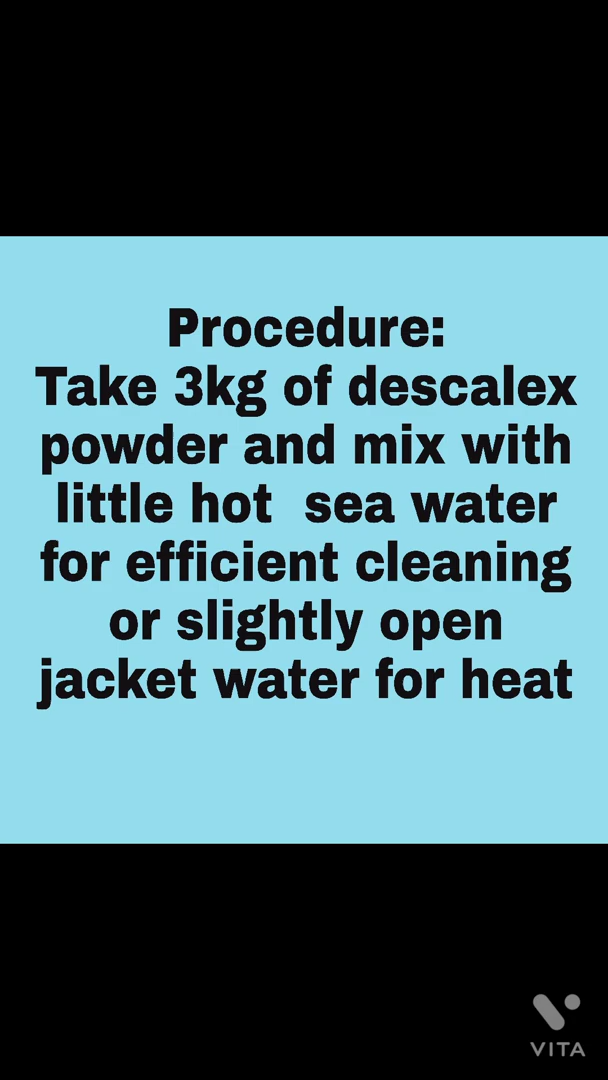 Procedure:
Take 3kg of descalex
powder and mix with
little hot  sea water
for efficient cleaning
or slightly open
jacket water for heat
VITA